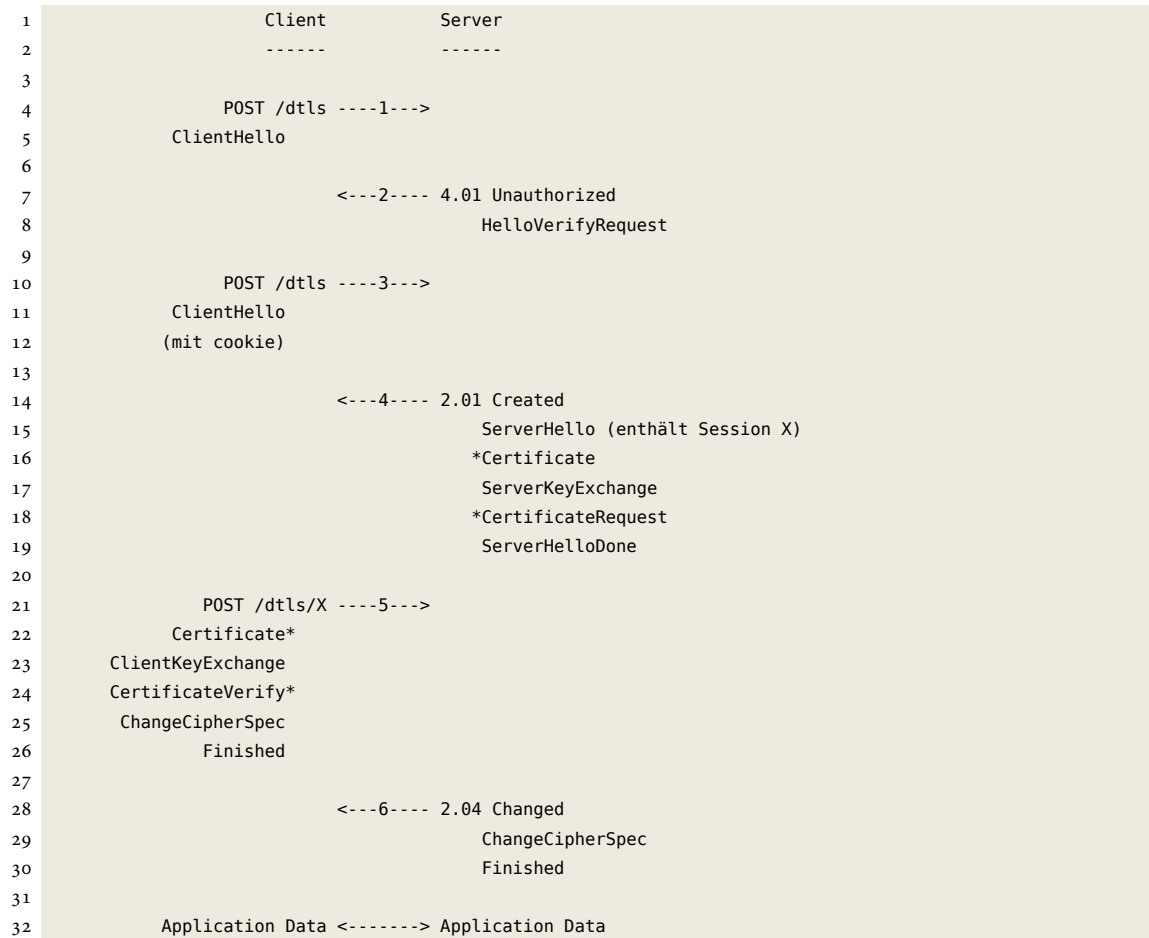 1 Client Server
2 ------ ------
3
4 POST /dtls ----1--->
5 ClientHello
6
7 <---2---- 4.01 Unauthorized
8 HelloVerifyRequest
9
10 POST /dtls ----3--->
11 ClientHello
12 (mit cookie)
13
14 <---4---- 2.01 Created
15 ServerHello (enthält Session X)
16 *Certificate
17 ServerKeyExchange
18 *CertificateRequest
19 ServerHelloDone
20
21 POST /dtls/X ----5--->
22 Certificate*
23 ClientKeyExchange
24 CertificateVerify*
25 ChangeCipherSpec
26 Finished
27
28 <---6---- 2.04 Changed
29 ChangeCipherSpec
30 Finished
31
32 Application Data <-------> Application Data